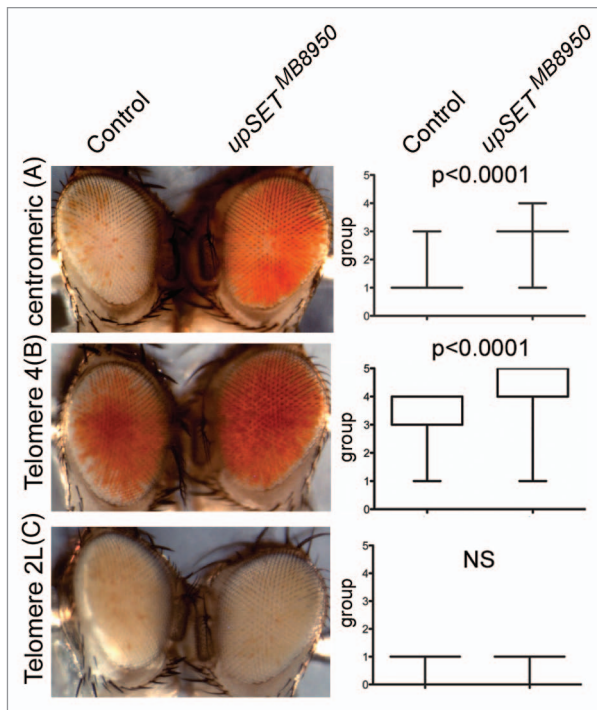 Control
upSET MB8950
Control
upSET MB8950
centromeric (A)
p<0.0001
group
5
4
3
2
1
0
Telomere 4(B)
p<0.0001
group
5
4
3
2
1
0
Telomere 2L(C)
NS
group
5
4
3
2
1
0